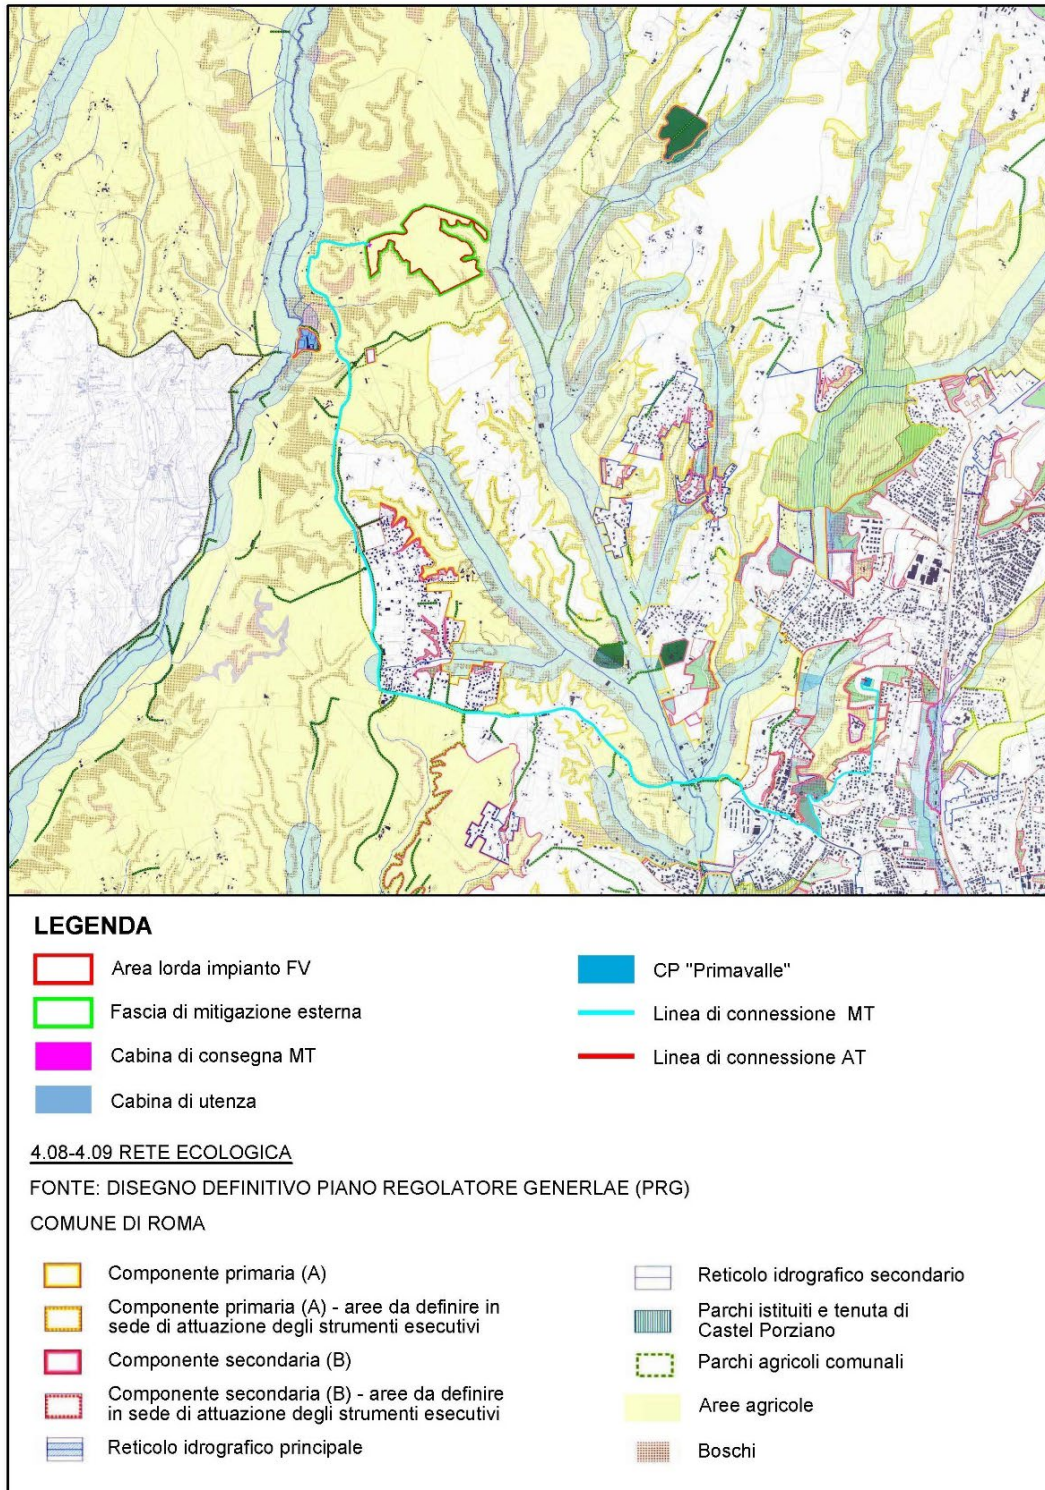 LEGENDA
Area lorda impianto FV
Fascia di mitigazione esterna
Cabina di consegna MT
Cabina di utenza
CP "Primavalle"
Linea di connessione MT
Linea di connessione AT
4.08-4.09 RETE ECOLOGICA
FONTE: DISEGNO DEFINITIVO PIANO REGOLATORE GENERLAE (PRG)
COMUNE DI ROMA
Componente primaria (A)
Componente primaria (A) - aree da definire in
sede di attuazione degli strumenti esecutivi
Componente secondaria (B)
Componente secondaria (B) - aree da definire
in sede di attuazione degli strumenti esecutivi
Reticolo idrografico principale
Reticolo idrografico secondario
Parchi istituiti e tenuta di
Castel Porziano
Parchi agricoli comunali
Aree agricole
Boschi